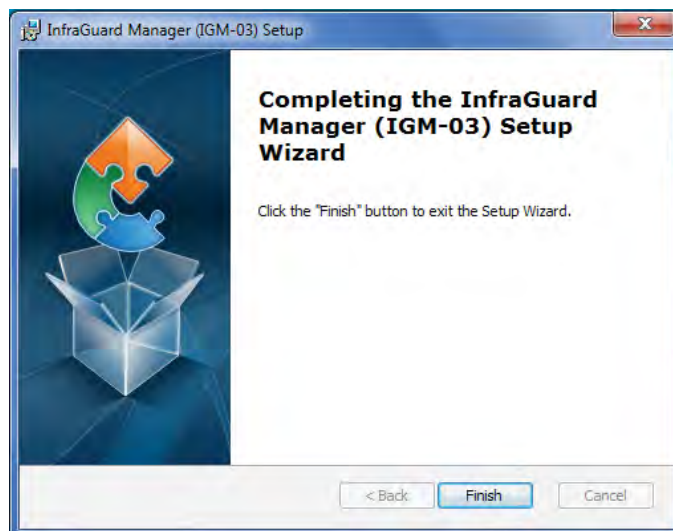 InfraGuard Manager (IGM-03) Setup
Completing the InfraGuard
Manager (IGM-03) Setup
Wizard
Click the "Finish" button to exit the Setup Wizard.
< Back Finish Cancel